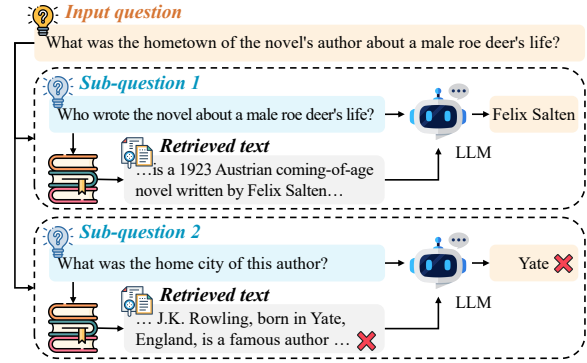 Input question
What was the hometown of the novel's author about a male roe deer's life?
Sub-question 1
Who wrote the novel about a male roe deer's life?
Felix Salten
Retrieved text
LLM
…is a 1923 Austrian coming-of-age
novel written by Felix Salten…
Sub-question 2
What was the home city of this author?
Yate
Retrieved text
LLM
… J.K. Rowling, born in Yate,
England, is a famous author …